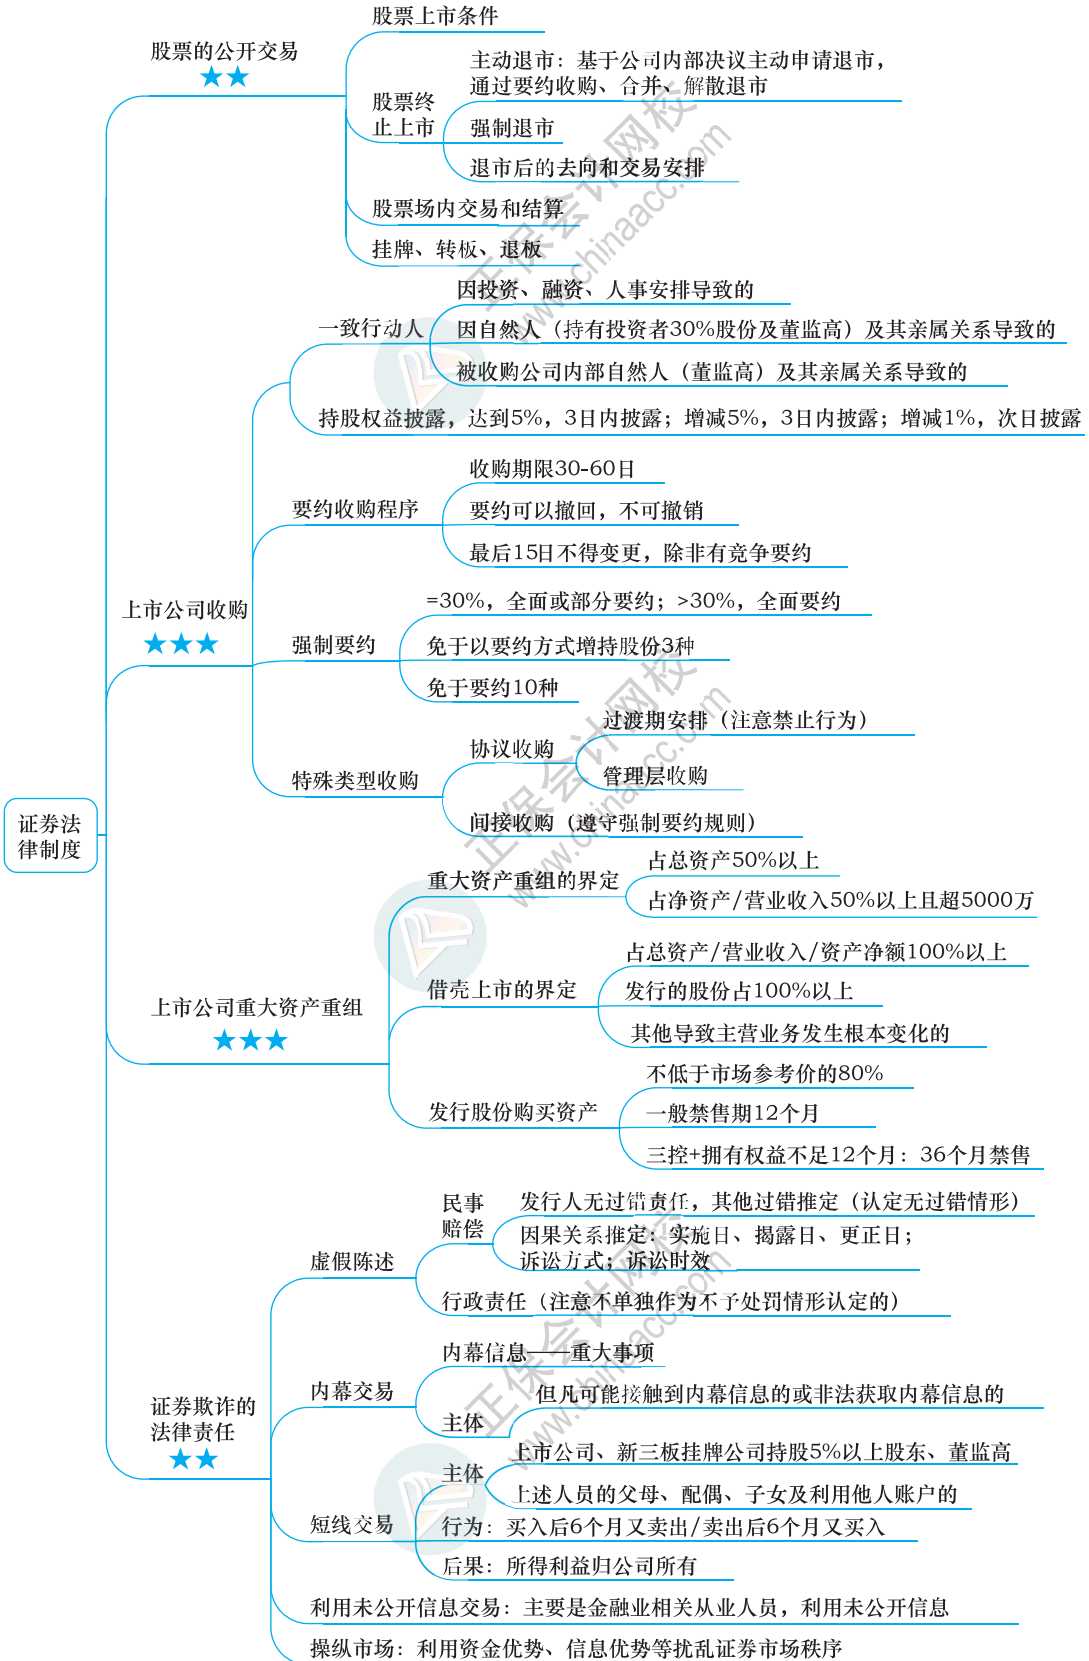 股票上市条件
股票的公开交易
主动退市：基于公司内部决议主动申请退市，
通过要约收购、合并、解散退市
股票终
止上市
强制退市
退市后的去向和交易安排
股票场内交易和结算
挂牌、转板、退板
因投资、融资、人事安排导致的
一致行动人
因自然人（持有投资者30%股份及董监高）及其亲属关系导致的
被收购公司内部自然人（董监高）及其亲属关系导致的
持股权益披露，达到5%，3日内披露；增减5%，3日内披露；增减1%，次日披露
收购期限30-60日
要约收购程序
要约可以撤回，不可撤销
最后15日不得变更，除非有竞争要约
上市公司收购
=30%，全面或部分要约；>30%，全面要约
强制要约
免于以要约方式增持股份3种
免于要约10种
过渡期安排（注意禁止行为）
协议收购
特殊类型收购
管理层收购
间接收购（遵守强制要约规则）
证券法
律制度
占总资产50%以上
重大资产重组的界定
占净资产/营业收入50%以上且超5000万
占总资产/营业收入/资产净额100%以上
借壳上市的界定
发行的股份占100%以上
上市公司重大资产重组
其他导致主营业务发生根本变化的
不低于市场参考价的80%
发行股份购买资产
一般禁售期12个月
三控+拥有权益不足12个月：36个月禁售
民事
赔偿
发行人无过错责任，其他过错推定（认定无过错情形）
因果关系推定：实施日、揭露日、更正日；
诉讼方式；诉讼时效
虚假陈述
行政责任（注意不单独作为不予处罚情形认定的）
内幕信息——重大事项
内幕交易
但凡可能接触到内幕信息的或非法获取内幕信息的
主体
证券欺诈的
法律责任
上市公司、新三板挂牌公司持股5%以上股东、董监高
主体
上述人员的父母、配偶、子女及利用他人账户的
短线交易
行为：买入后6个月又卖出/卖出后6个月又买入
后果：所得利益归公司所有
利用未公开信息交易：主要是金融业相关从业人员，利用未公开信息
操纵市场：利用资金优势、信息优势等扰乱证券市场秩序
正保会计网校
www.chinaacc.com
正保会计网校
www.chinaacc.com
正保会计网校
www.chinaacc.com